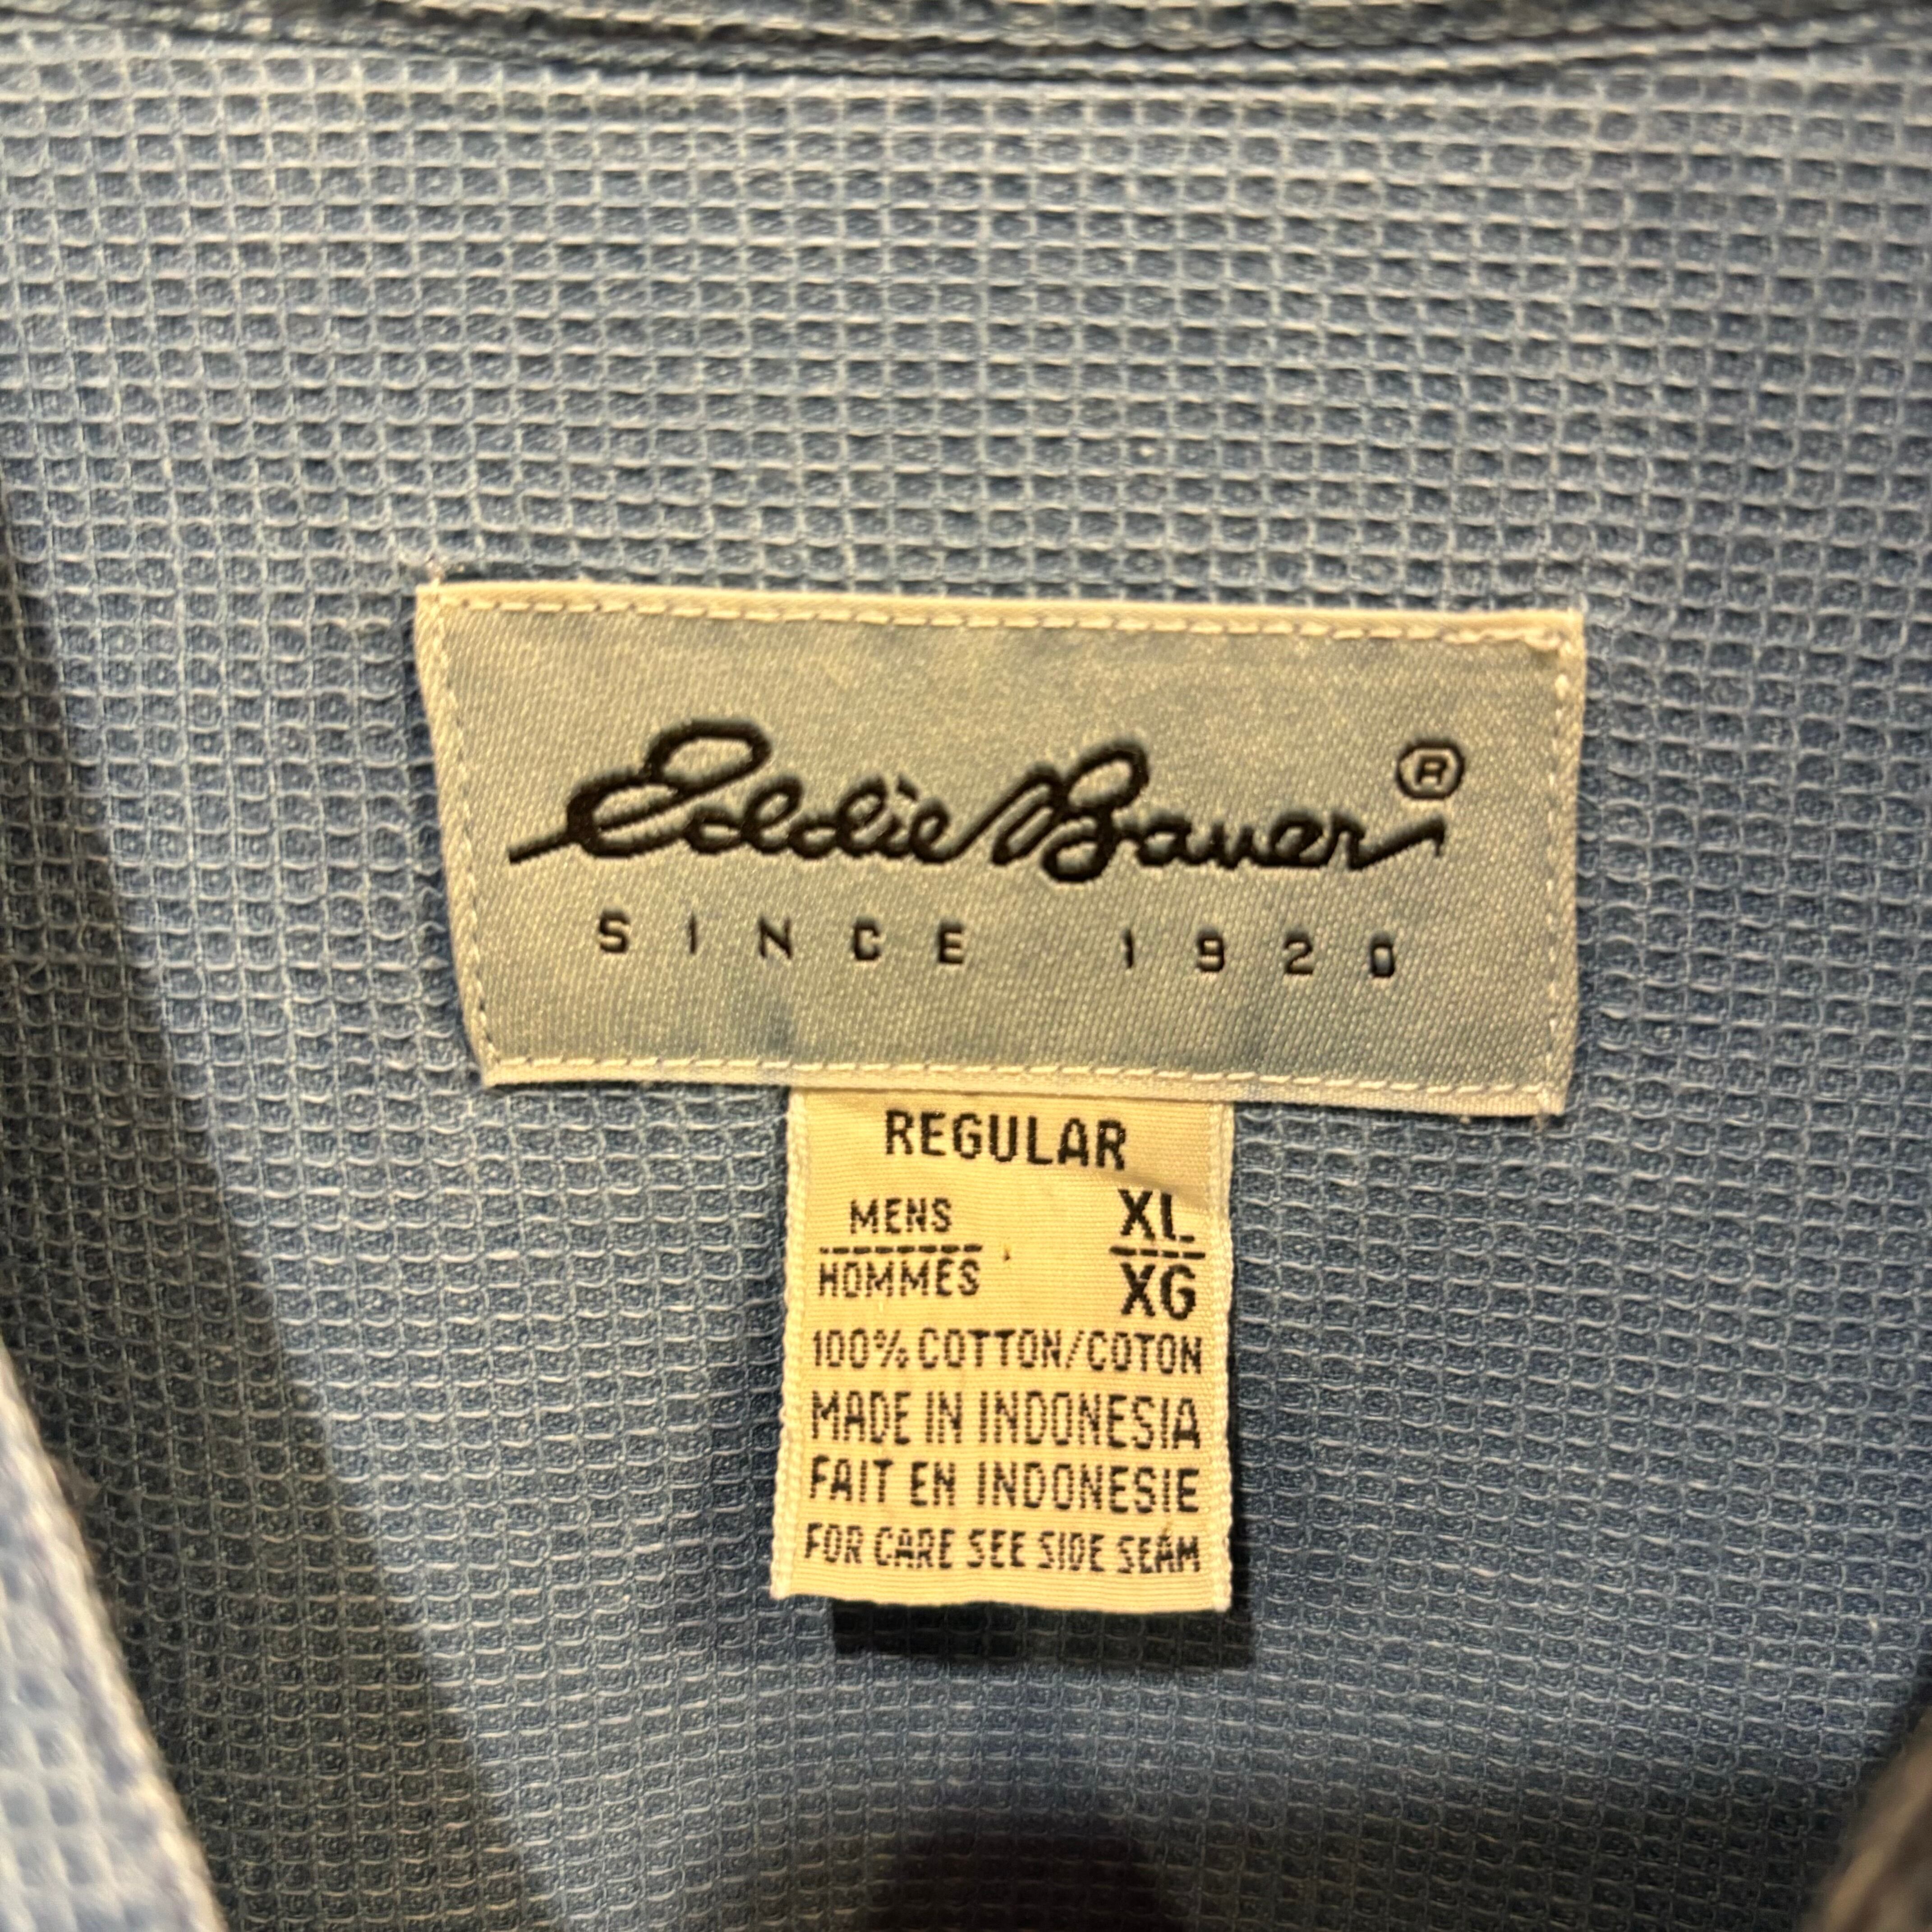 Eddie Bauer®
SINCE 1920
REGULAR
MENS XL
HOMMES XG
100% COTTON/COTON
MADE IN INDONESIA
FAIT EN INDONESIE
FOR CARE SEE SIDE SEAM